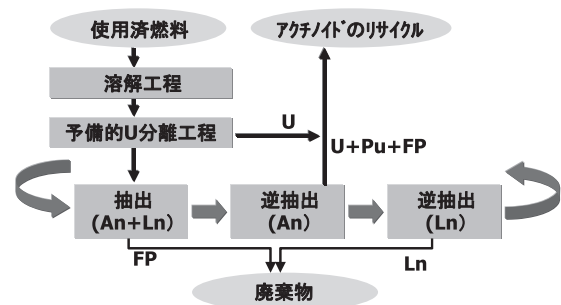 使用済燃料
アクチノイドのリサイクル
溶解工程
予備的U分離工程
U
U+Pu+FP
抽出
(An+Ln)
逆抽出
(An)
逆抽出
(Ln)
FP
Ln
廃棄物